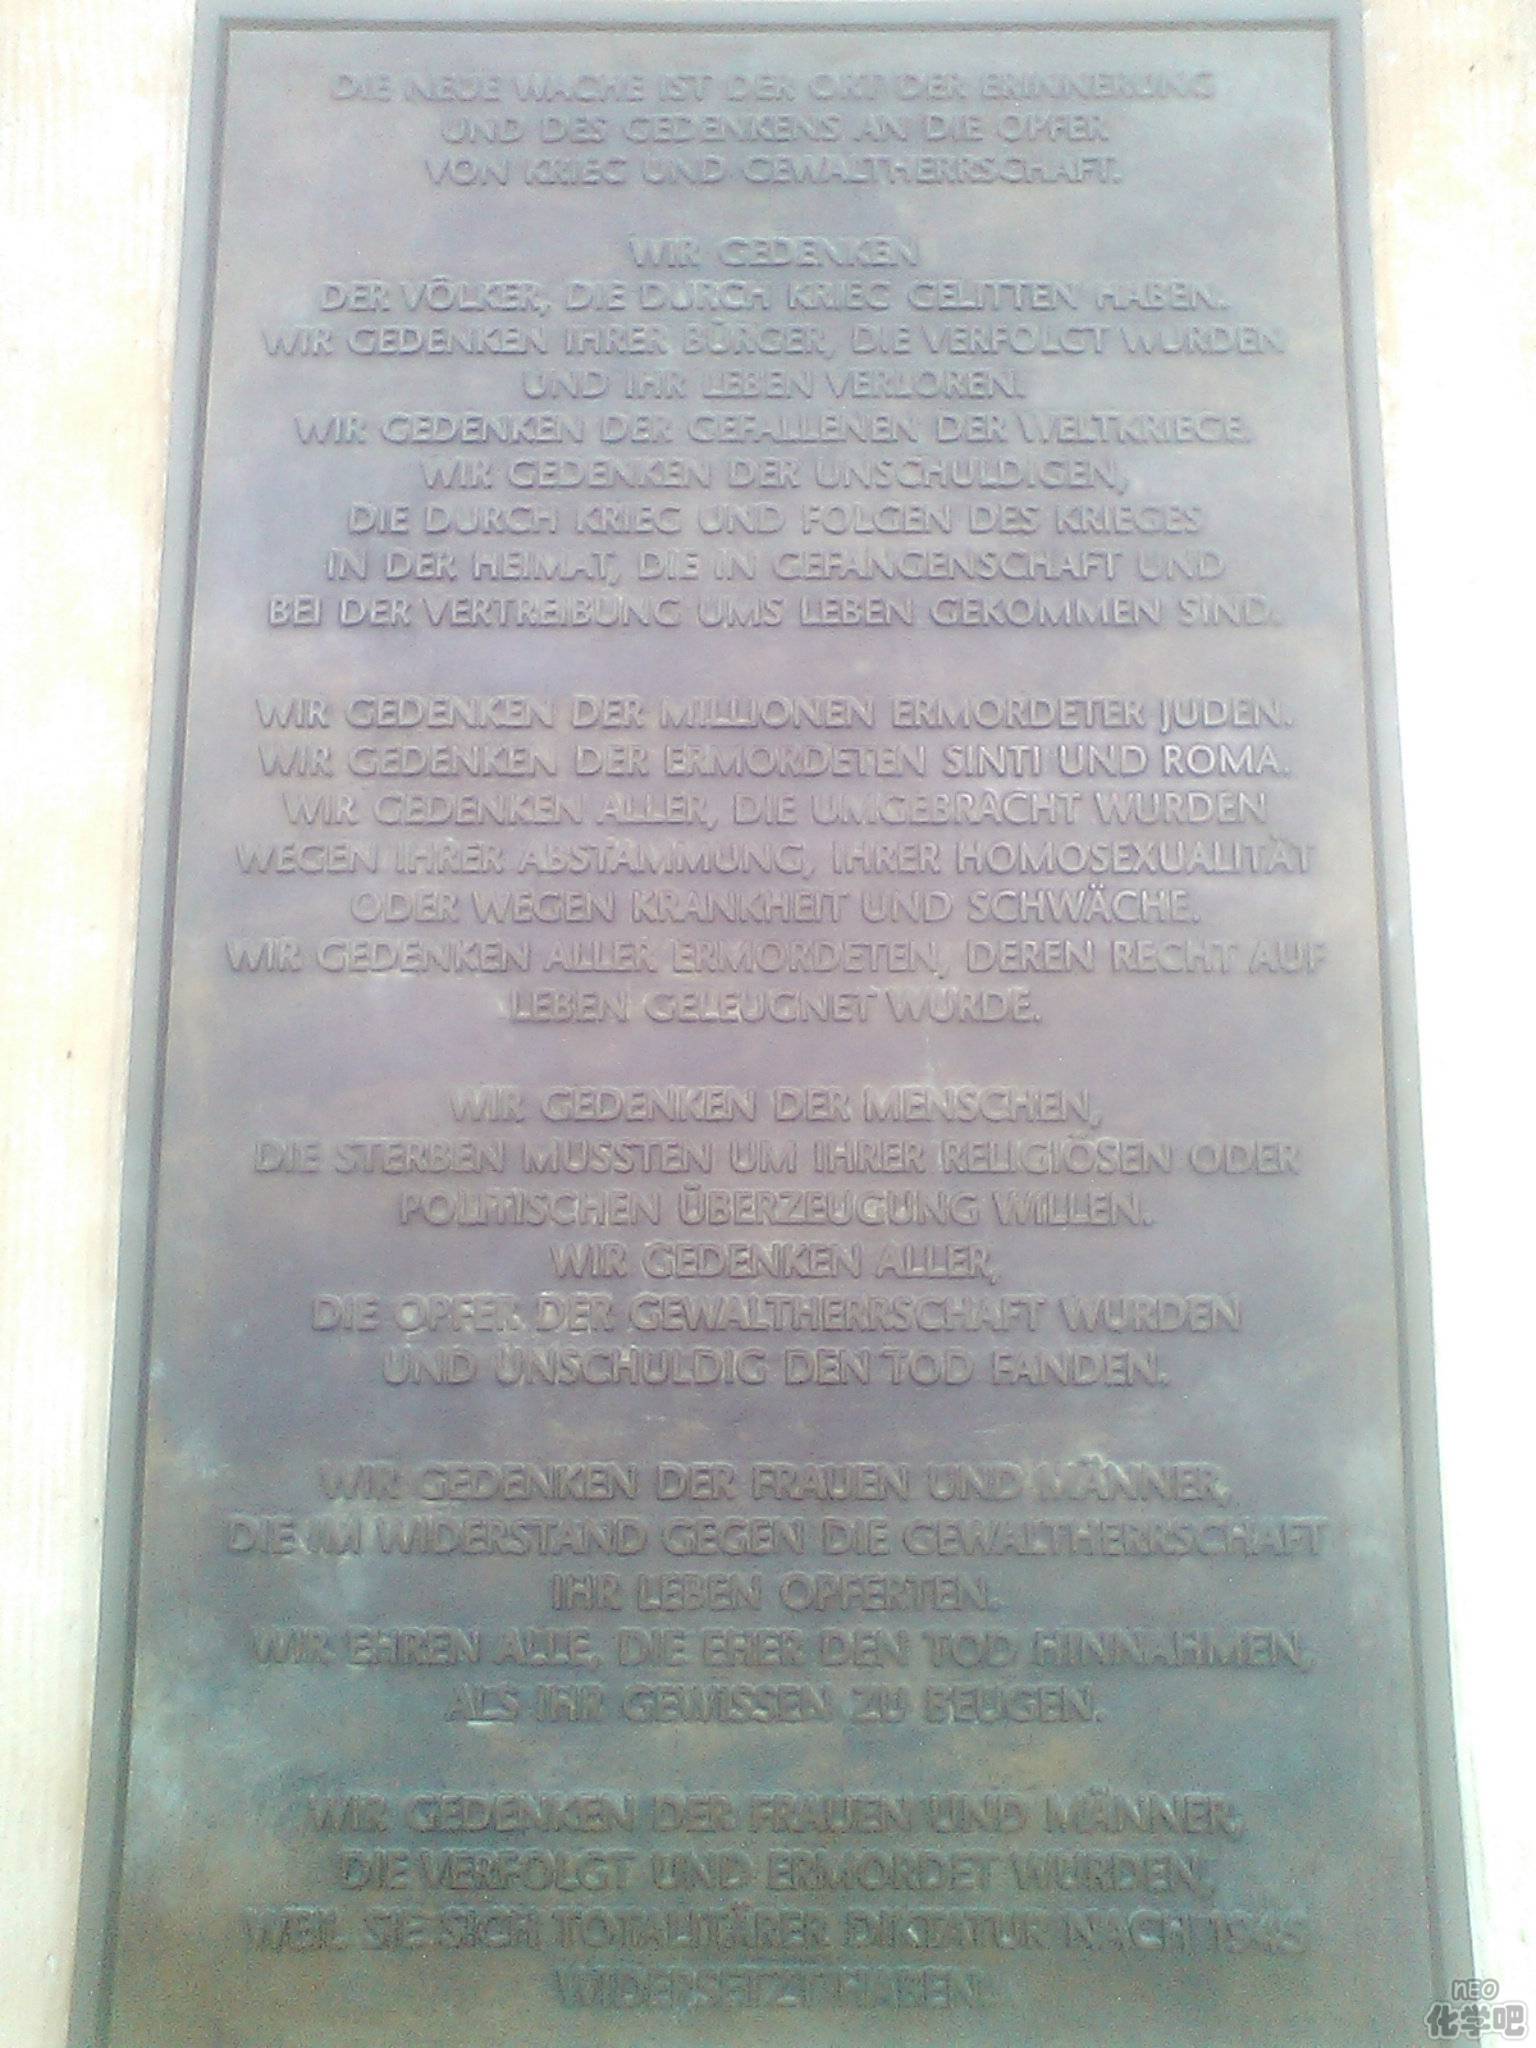 DIE NEUE WACHE IST DER ORT DER ERINNERUNG
UND DES GEDENKENS AN DIE OPFER
VON KRIEG UND GEWALTHERRSCHAFT.
WIR GEDENKEN
DER VÖLKER, DIE DURCH KRIEG GELITTEN HABEN.
WIR GEDENKEN IHRER BÜRGER, DIE VERFOLGT WURDEN
UND IHR LEBEN VERLOREN.
WIR GEDENKEN DER GEFALLENEN DER WELTKRIEGE.
WIR GEDENKEN DER UNSCHULDIGEN,
DIE DURCH KRIEG UND FOLGEN DES KRIEGES
IN DER HEIMAT, DIE IN GEFANGENSCHAFT UND
BEI DER VERTREIBUNG UMS LEBEN GEKOMMEN SIND.
WIR GEDENKEN DER MILLIONEN ERMORDETER JUDEN.
WIR GEDENKEN DER ERMORDETEN SINTI UND ROMA.
WIR GEDENKEN ALLER, DIE UMGEBRACHT WURDEN
WEGEN IHRER ABSTAMMUNG, IHRER HOMOSEXUALITÄT
ODER WEGEN KRANKHEIT UND SCHWÄCHE.
WIR GEDENKEN ALLER ERMORDETEN, DEREN RECHT AUF
LEBEN GELEUGNET WURDE.
WIR GEDENKEN DER MENSCHEN,
DIE STERBEN MUSSTEN UM IHRER RELIGIÖSEN ODER
POLITISCHEN ÜBERZEUGUNG WILLEN.
WIR GEDENKEN ALLER,
DIE OPFER DER GEWALTHERRSCHAFT WURDEN
UND UNSCHULDIG DEN TOD FANDEN.
WIR GEDENKEN DER FRAUEN UND MÄNNER,
DIE IM WIDERSTAND GEGEN DIE GEWALTHERRSCHAFT
IHR LEBEN OPFERTEN.
WIR EHREN ALLE, DIE EHER DEN TOD HINNAHMEN,
ALS IHR GEWISSEN ZU BEUGEN.
WIR GEDENKEN DER FRAUEN UND MÄNNER,
DIE VERFOLGT UND ERMORDET WURDEN,
WEIL SIE SICH TOTALITÄRER DIKTATUR NACH 1945
WIDERSETZT HABEN.
nEO
化学吧